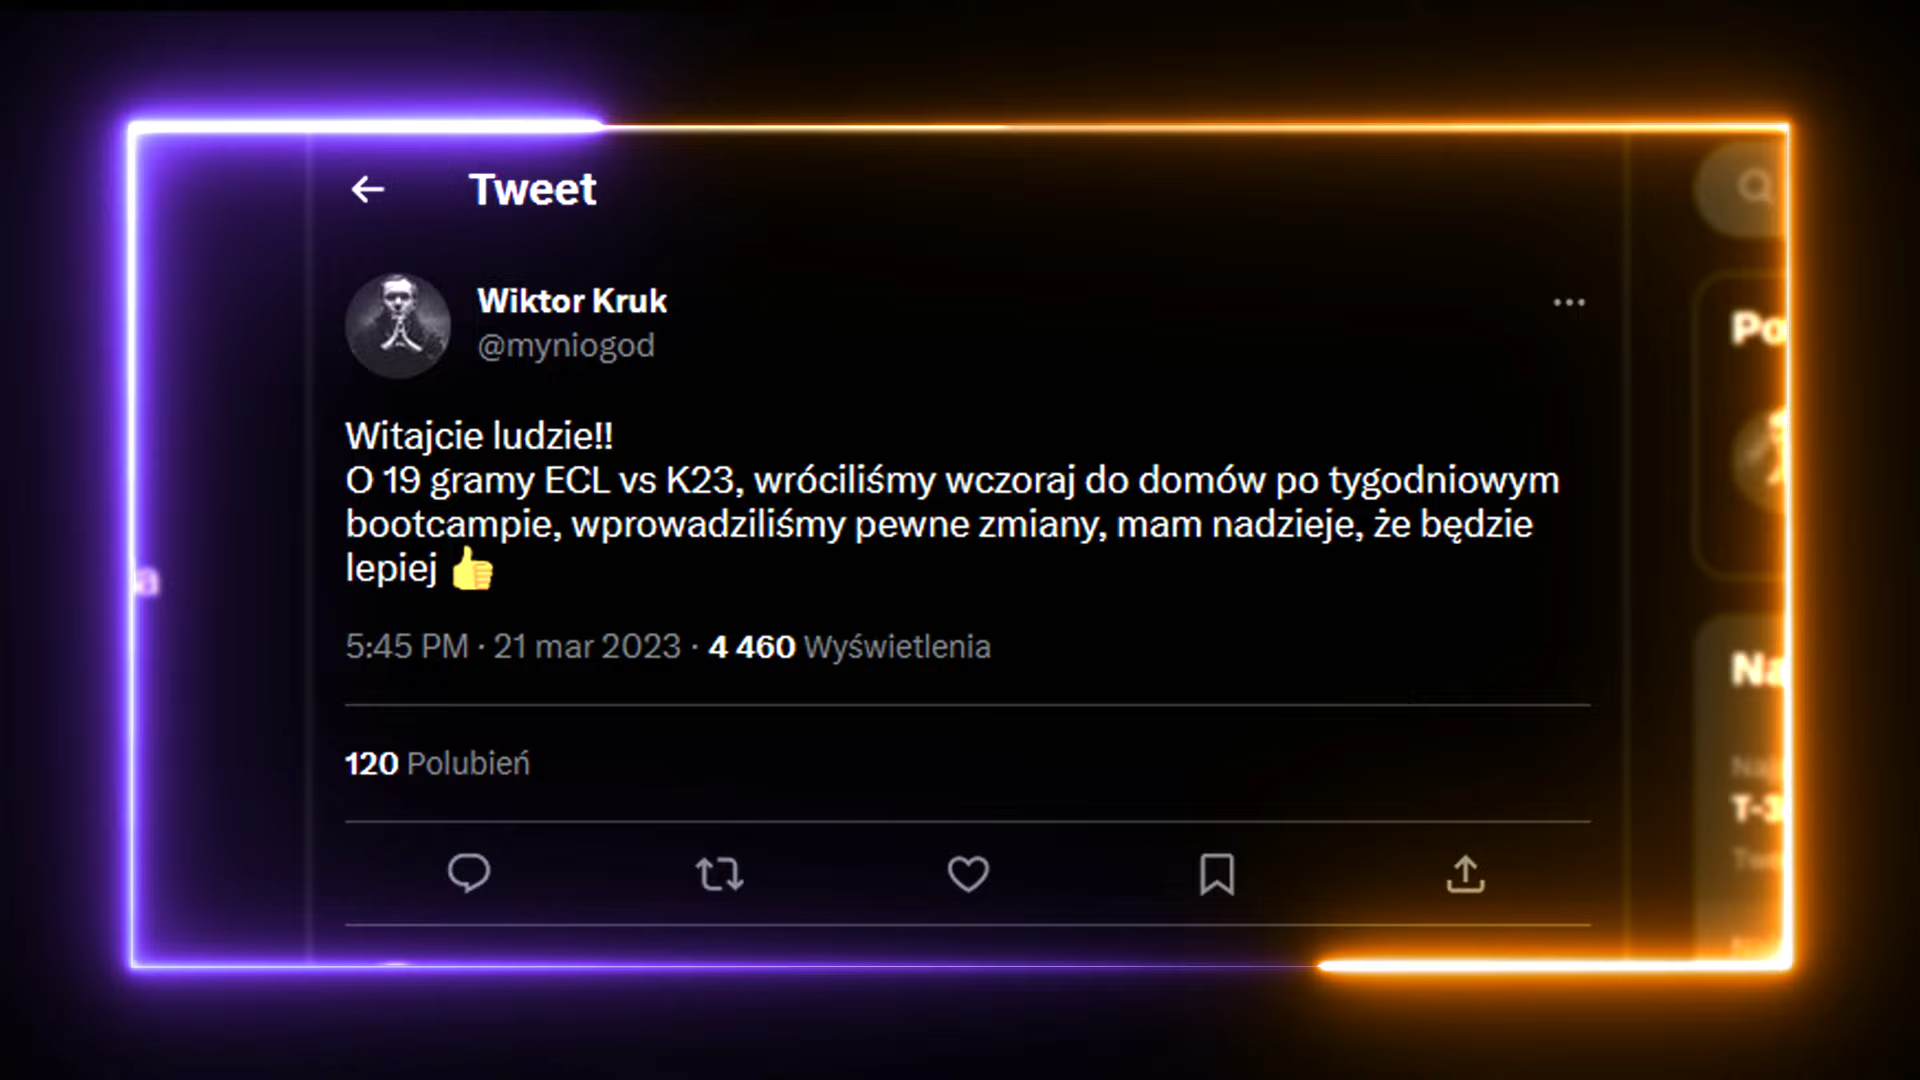 Tweet
Wiktor Kruk
@myniogod
Witajcie ludzie!!
O 19 gramy ECL vs K23, wróciliśmy wczoraj do domów po tygodniowym
bootcampie, wprowadziliśmy pewne zmiany, mam nadzieje, że będzie
lepiej 👍
5:45 PM · 21 mar 2023 · 4 460 Wyświetlenia
120 Polubień